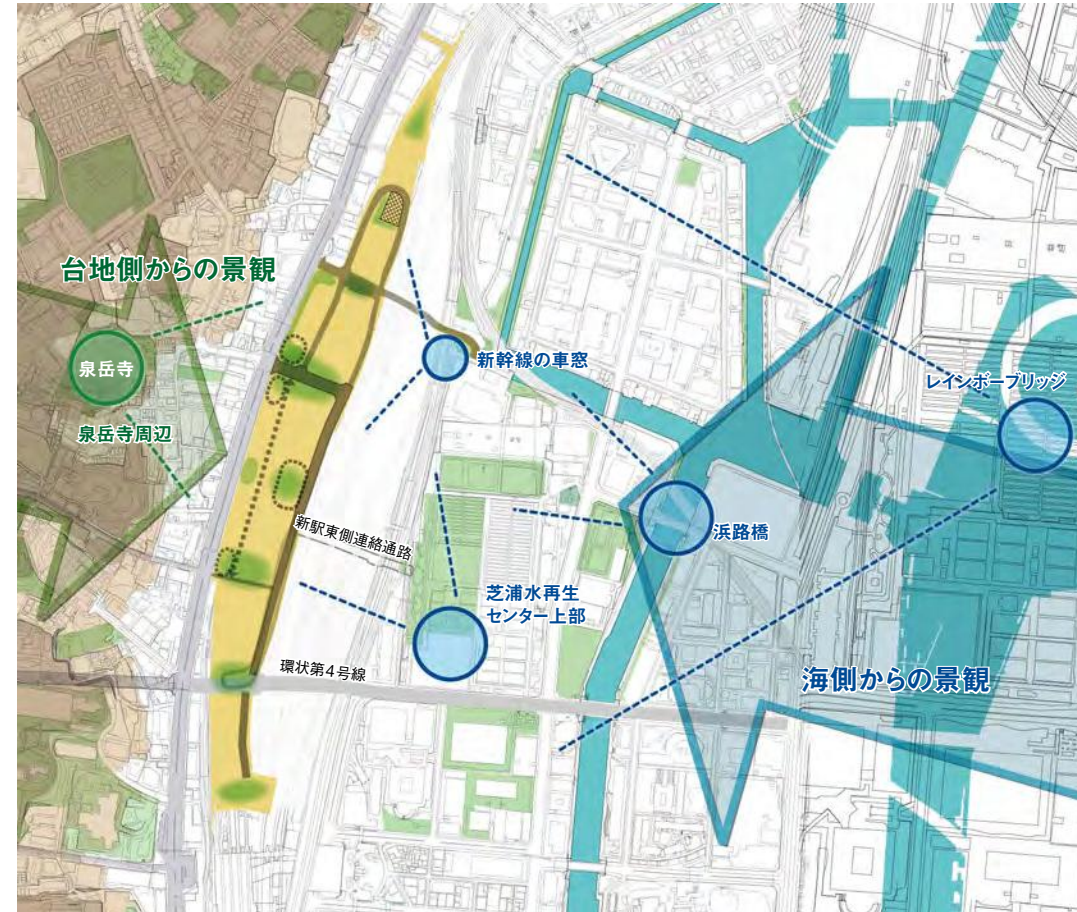 台地側からの景観
泉岳寺
泉岳寺周辺
新幹線の車窓
レインボーブリッジ
新駅東側連絡通路
浜路橋
芝浦水再生
センター上部
環状第4号線
海側からの景観